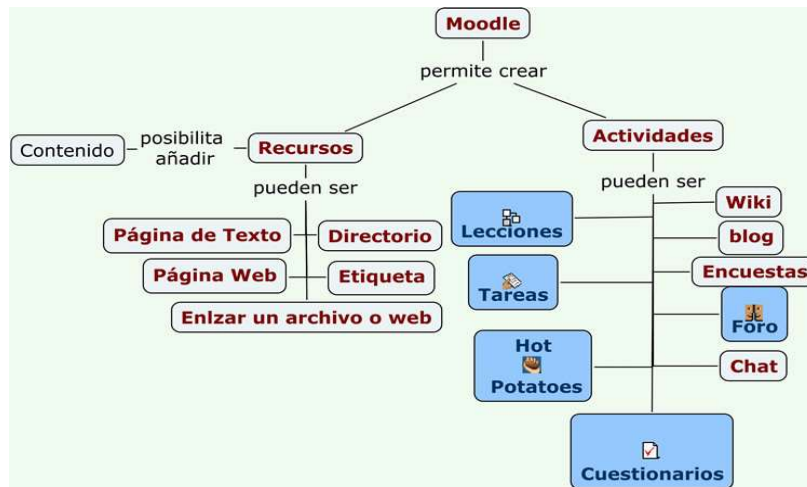 Moodle
permite crear
Contenido
posibilita
añadir
Recursos
pueden ser
Página de Texto
Directorio
Página Web
Etiqueta
Enlzar un archivo o web
Actividades
pueden ser
Lecciones
Wiki
blog
Tareas
Encuestas
Foro
Hot
Potatoes
Chat
Cuestionarios